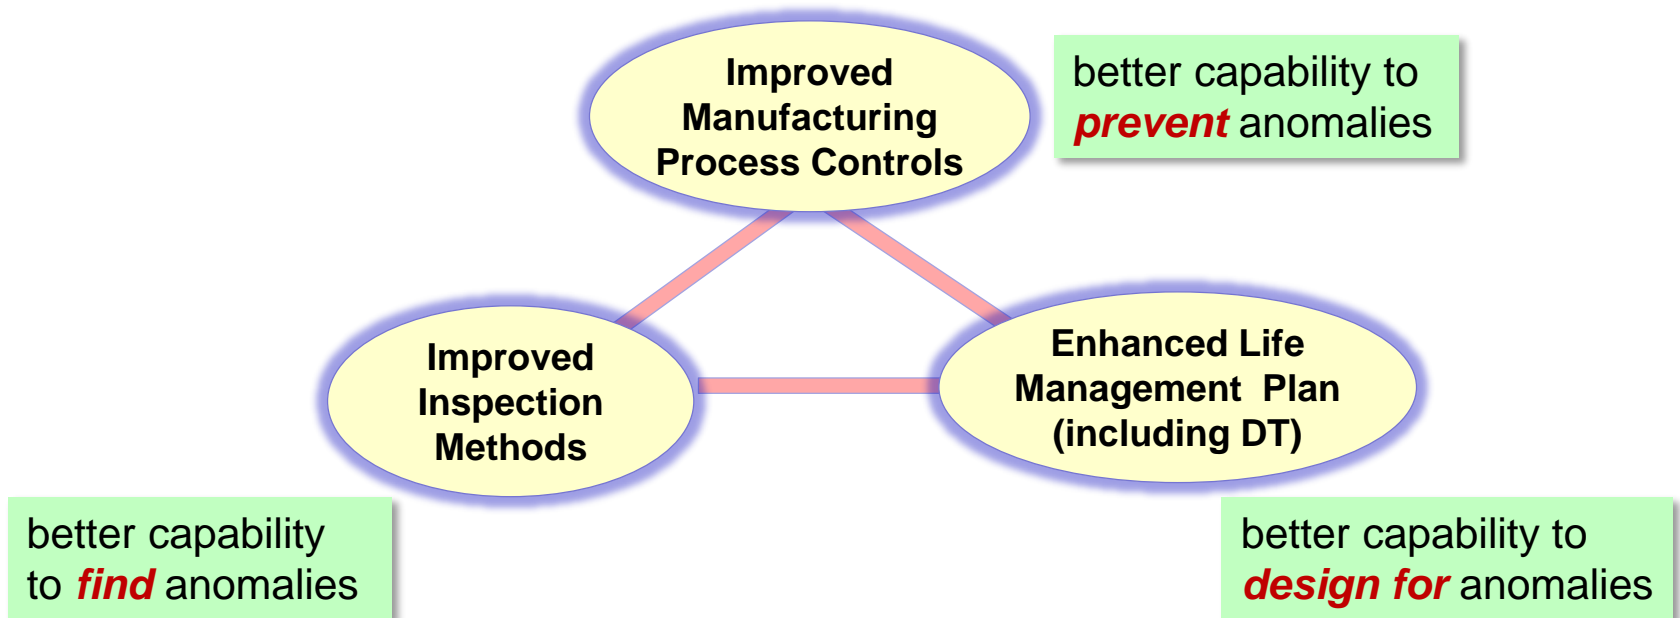 Improved
Manufacturing
Process Controls
better capability to
prevent anomalies
Improved
Inspection
Methods
Enhanced Life
Management Plan
(including DT)
better capability
to find anomalies
better capability to
design for anomalies